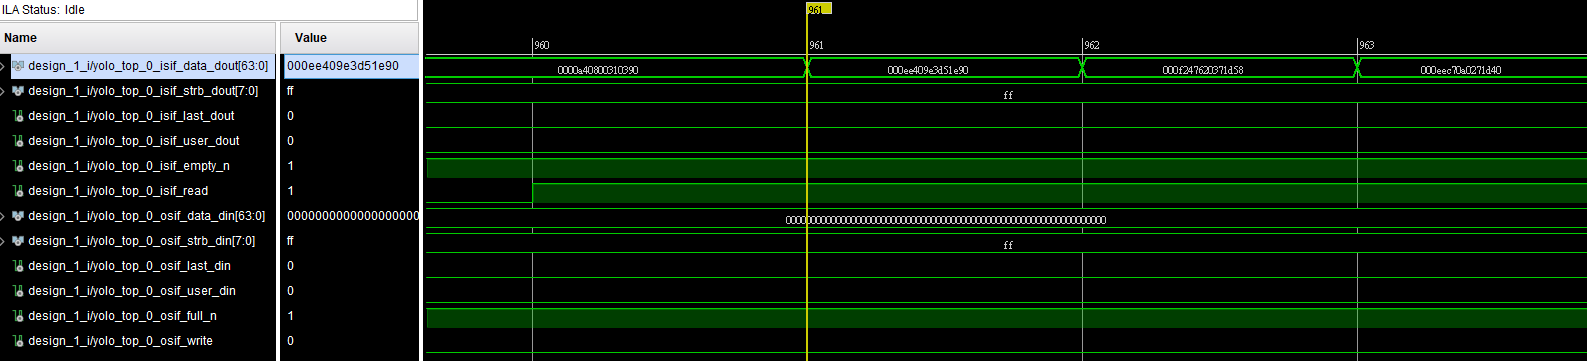 ILA Status: Idle
Name Value
961
960 961 962 963
design_1_i/yolo_top_0_isif_data_dout[63:0] 000ee409e3d51e90 0000a40800310390 000ee409e3d51e90 000f247620371d58 000eec70a0271d40
design_1_i/yolo_top_0_isif_strb_dout[7:0] ff ff
design_1_i/yolo_top_0_isif_last_dout 0
design_1_i/yolo_top_0_isif_user_dout 0
design_1_i/yolo_top_0_isif_empty_n 1
design_1_i/yolo_top_0_isif_read 1
design_1_i/yolo_top_0_osif_data_din[63:0] 0000000000000000000 0000000000000000000000000000000000000000000000000000000000000000
design_1_i/yolo_top_0_osif_strb_din[7:0] ff ff
design_1_i/yolo_top_0_osif_last_din 0
design_1_i/yolo_top_0_osif_user_din 0
design_1_i/yolo_top_0_osif_full_n 1
design_1_i/yolo_top_0_osif_write 0